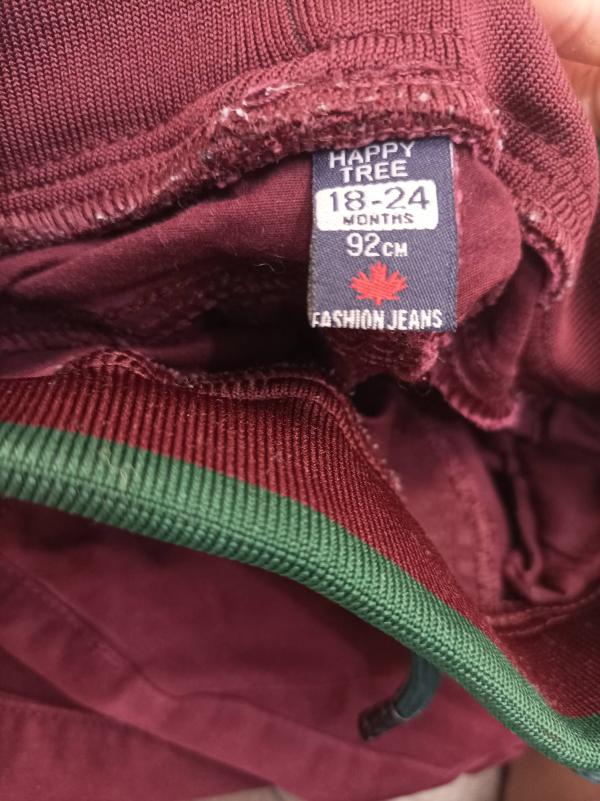 HAPPY
TREE
18-24
MONTHS
92CM
FASHION JEANS